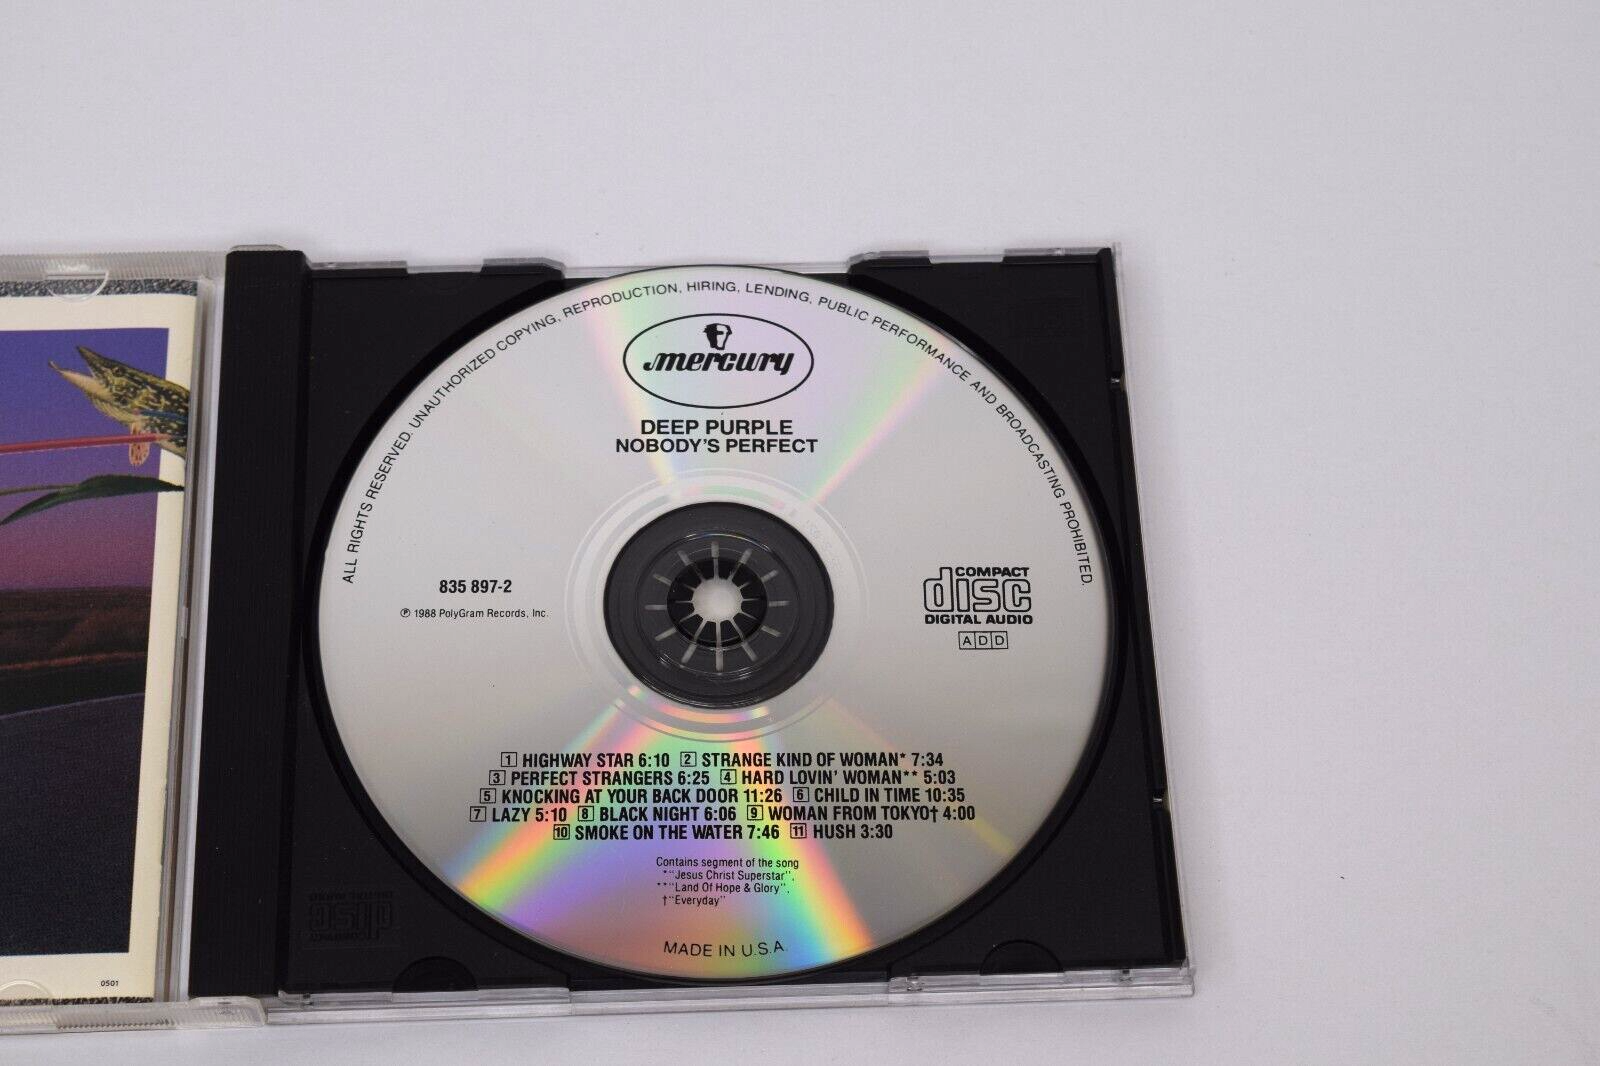 ALL RIGHTS RESERVED. UNAUTHORIZED COPYING, REPRODUCTION, HIRING, LENDING, PUBLIC PERFORMANCE AND BROADCASTING PROHIBITED.
mercury
DEEP PURPLE
NOBODY'S PERFECT
835 897-2
℗ 1988 PolyGram Records, Inc.
COMPACT
disc
DIGITAL AUDIO
ADD
1 HIGHWAY STAR 6:10 2 STRANGE KIND OF WOMAN* 7:34
3 PERFECT STRANGERS 6:25 4 HARD LOVIN' WOMAN** 5:03
5 KNOCKING AT YOUR BACK DOOR 11:26 6 CHILD IN TIME 10:35
7 LAZY 5:10 8 BLACK NIGHT 6:06 9 WOMAN FROM TOKYO† 4:00
10 SMOKE ON THE WATER 7:46 11 HUSH 3:30
Contains segment of the song
*"Jesus Christ Superstar",
**"Land Of Hope & Glory",
†"Everyday"
MADE IN U.S.A.
COMPACT
disc
DIGITAL AUDIO
0501